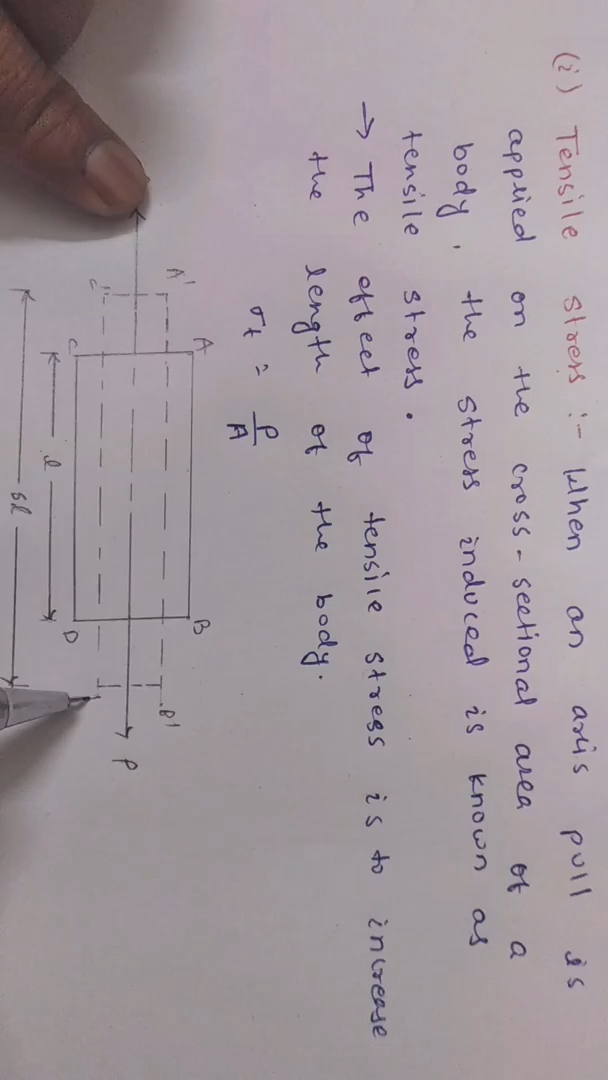 (i) Tensile stress :- When an axis pull is
applied on the cross-sectional area of a
body, the stress induced is known as
tensile stress.
→ The effect of tensile stress is to increase
the length of the body.
σt = P/A
A' A B B'
P
C' C D
l
δl